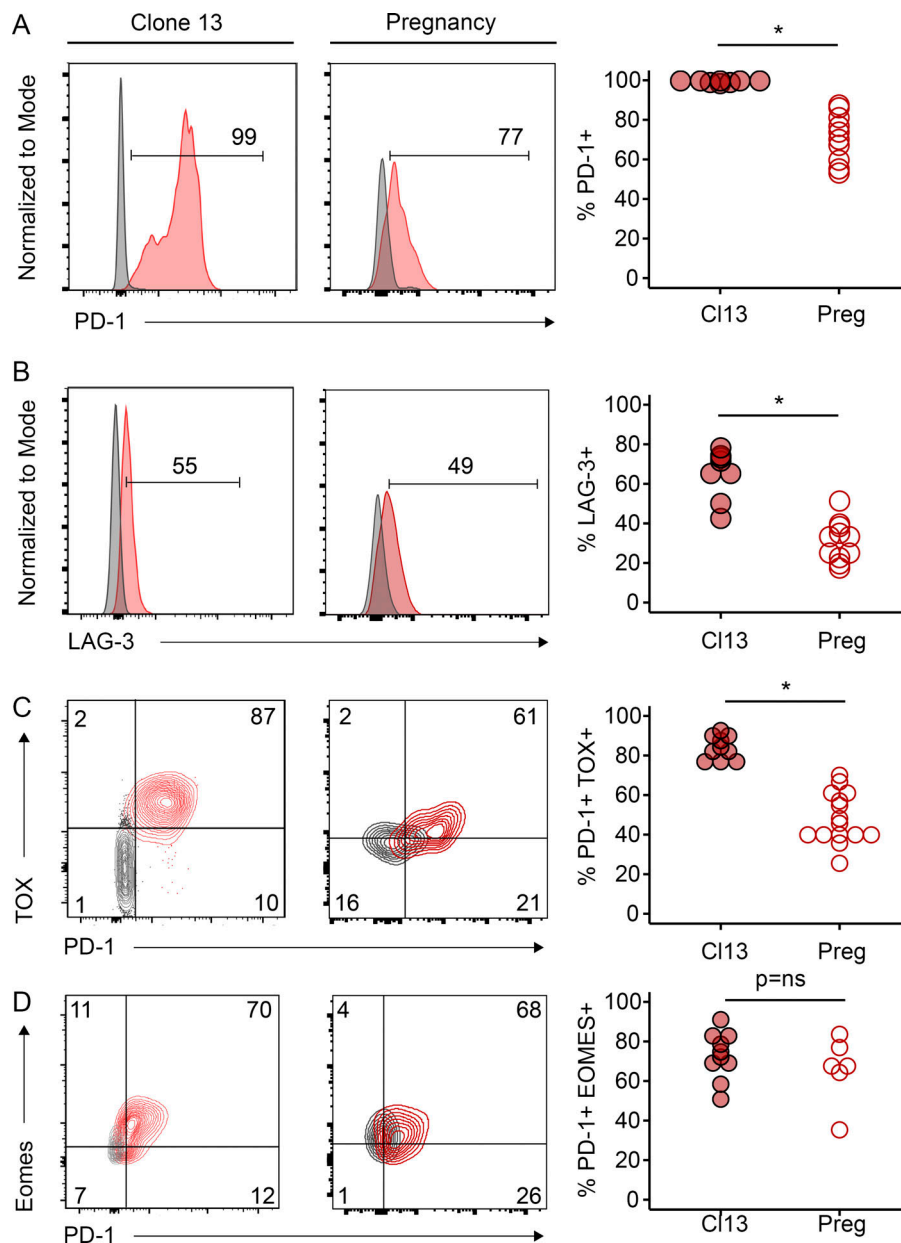 A
Clone 13
Pregnancy
*
Normalized to Mode
99
77
% PD-1+
100
80
60
40
20
0
Cl13
Preg
PD-1
B
*
Normalized to Mode
55
49
% LAG-3+
100
80
60
40
20
0
Cl13
Preg
LAG-3
C
*
TOX
2
87
1
10
2
61
16
21
% PD-1+ TOX+
100
80
60
40
20
0
Cl13
Preg
PD-1
D
p=ns
Eomes
11
70
7
12
4
68
1
26
% PD-1+ EOMES+
100
80
60
40
20
0
Cl13
Preg
PD-1